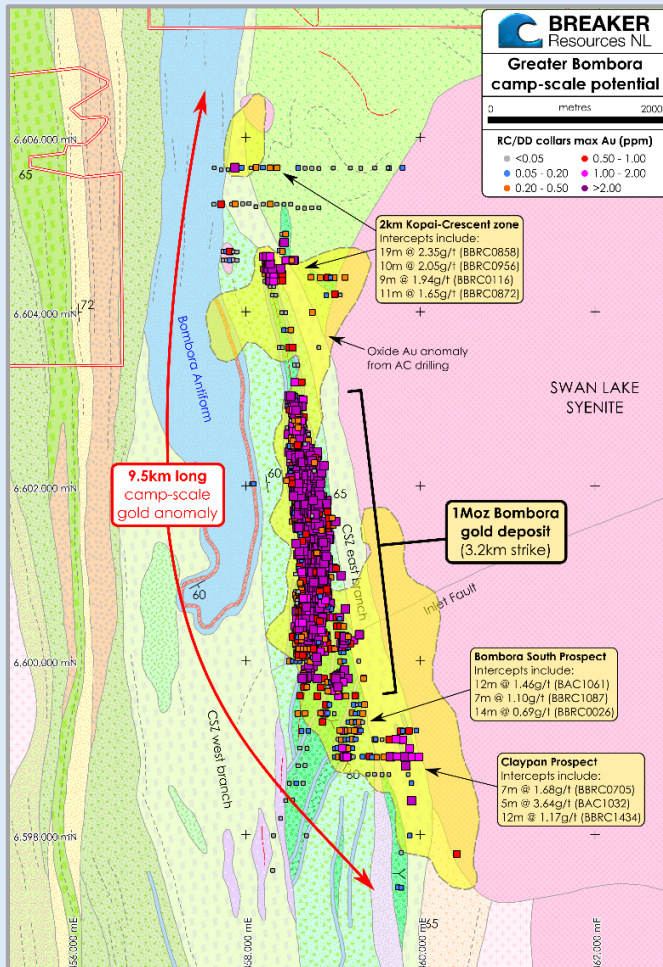 BREAKER
Resources NL
Greater Bombora
camp-scale potential
0 metres 2000
RC/DD collars max Au (ppm)
<0.05
0.05 - 0.20
0.20 - 0.50
0.50 - 1.00
1.00 - 2.00
>2.00
6.606.000 mN
65
2km Kopai-Crescent zone
Intercepts include:
19m @ 2.35g/t (BBRC0858)
10m @ 2.05g/t (BBRC0956)
9m @ 1.94g/t (BBRC0116)
11m @ 1.65g/t (BBRC0872)
72
6.604.000 mN
Bombora Antiform
Oxide Au anomaly
from AC drilling
SWAN LAKE
SYENITE
9.5km long
camp-scale
gold anomaly
6.602.000 mN
60
65
1Moz Bombora
gold deposit
(3.2km strike)
CSZ east branch
60
Inlet Fault
6.600.000 mN
Bombora South Prospect
Intercepts include:
12m @ 1.46g/t (BAC1061)
7m @ 1.10g/t (BBRC1087)
14m @ 0.69g/t (BBRC0026)
CSZ west branch
60
Claypan Prospect
Intercepts include:
7m @ 1.68g/t (BBRC0705)
5m @ 3.64g/t (BAC1032)
12m @ 1.17g/t (BBRC1434)
6.598.000 mN
55
456.000 mE
458.000 mE
460.000 mE
462.000 mE